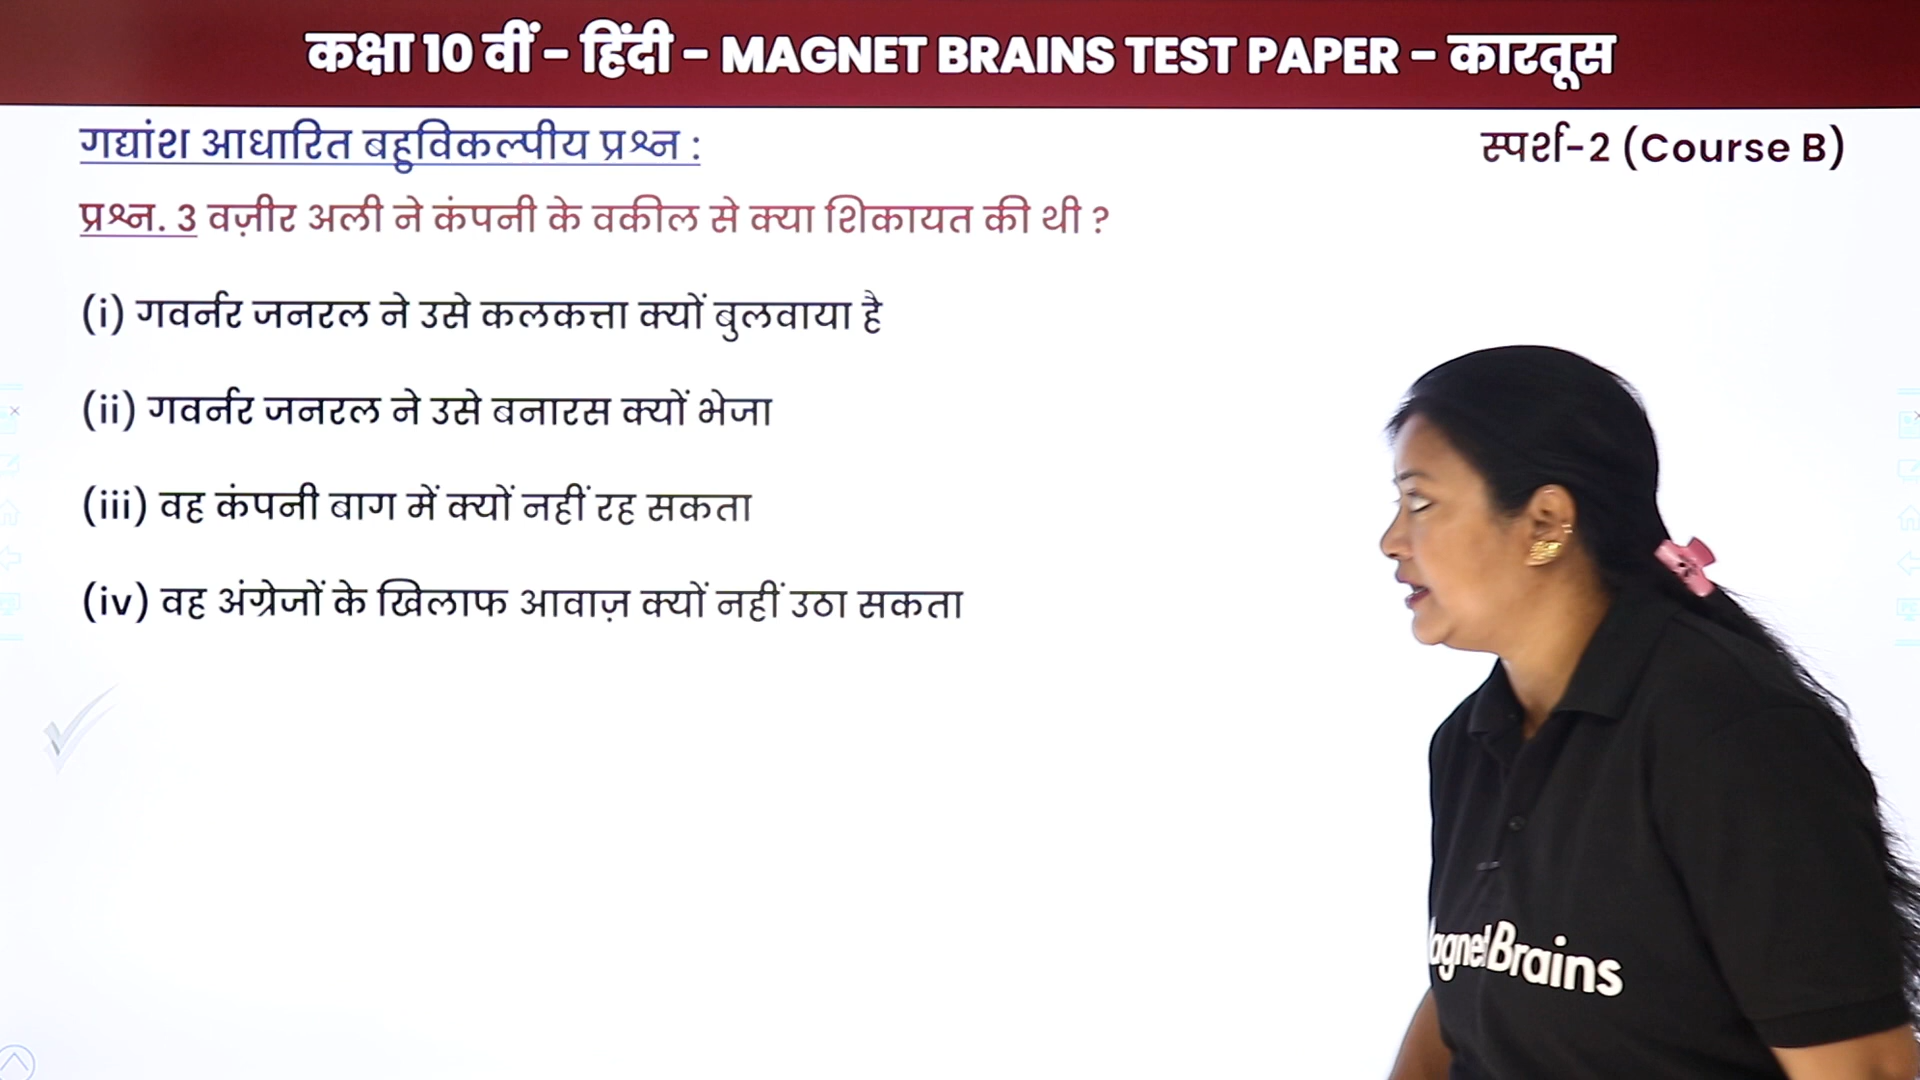 कक्षा 10 वीं - हिंदी - MAGNET BRAINS TEST PAPER - कारतूस
गद्यांश आधारित बहुविकल्पीय प्रश्न :
स्पर्श-2 (Course B)
प्रश्न. 3 वज़ीर अली ने कंपनी के वकील से क्या शिकायत की थी ?
(i) गवर्नर जनरल ने उसे कलकत्ता क्यों बुलवाया है
(ii) गवर्नर जनरल ने उसे बनारस क्यों भेजा
(iii) वह कंपनी बाग में क्यों नहीं रह सकता
(iv) वह अंग्रेजों के खिलाफ आवाज़ क्यों नहीं उठा सकता
agnet Brains